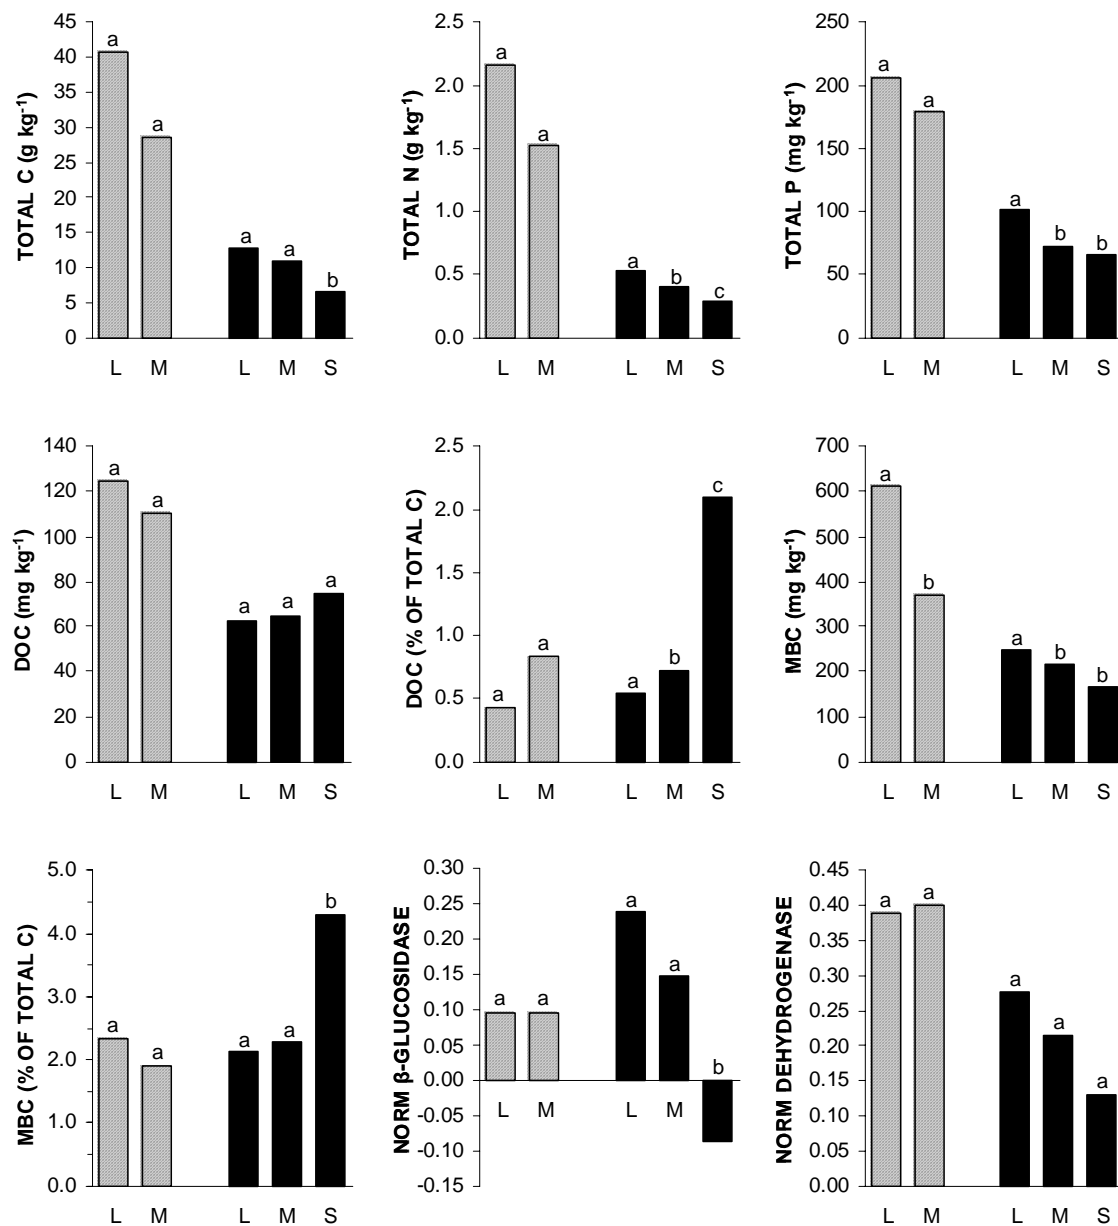 TOTAL C (g kg⁻¹)
45
40
35
30
25
20
15
10
5
0
a
a
a
a
b
L M L M S
TOTAL N (g kg⁻¹)
2.5
2.0
1.5
1.0
0.5
0.0
a
a
a
b
c
L M L M S
TOTAL P (mg kg⁻¹)
250
200
150
100
50
0
a
a
a
b
b
L M L M S
DOC (mg kg⁻¹)
140
120
100
80
60
40
20
0
a
a
a
a
a
L M L M S
DOC (% OF TOTAL C)
2.5
2.0
1.5
1.0
0.5
0.0
a
a
a
b
c
L M L M S
MBC (mg kg⁻¹)
700
600
500
400
300
200
100
0
a
b
a
b
b
L M L M S
MBC (% OF TOTAL C)
5.0
4.0
3.0
2.0
1.0
0.0
a
a
a
a
b
L M L M S
NORM β-GLUCOSIDASE
0.30
0.25
0.20
0.15
0.10
0.05
0.00
-0.05
-0.10
-0.15
a
a
a
a
b
L M L M
NORM DEHYDROGENASE
0.45
0.40
0.35
0.30
0.25
0.20
0.15
0.10
0.05
0.00
a
a
a
a
a
L M L M S